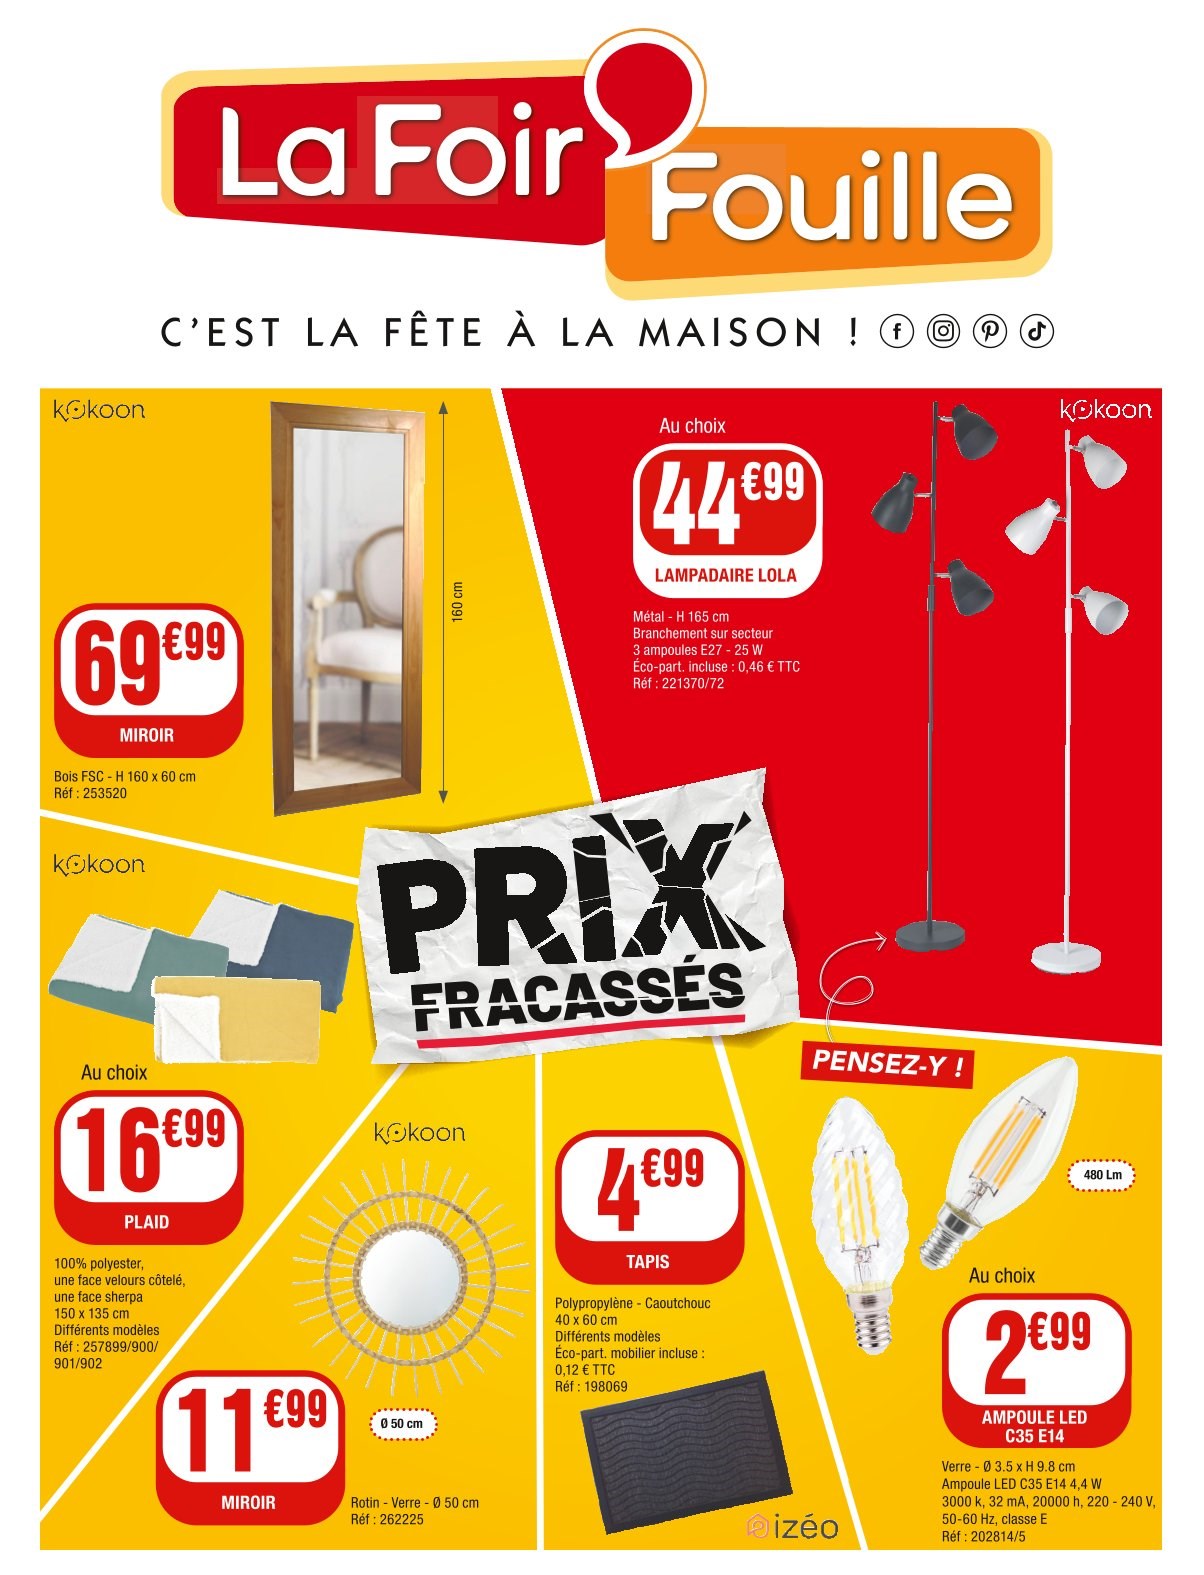 La Foir'
Fouille
C'EST LA FÊTE À LA MAISON !
kokoon
160 cm
69€99
MIROIR
Bois FSC - H 160 x 60 cm
Réf : 253520
kokoon
Au choix
44€99
LAMPADAIRE LOLA
Métal - H 165 cm
Branchement sur secteur
3 ampoules E27 - 25 W
Éco-part. incluse : 0,46 € TTC
Réf : 221370/72
PRIX
FRACASSÉS
kokoon
Au choix
16€99
PLAID
100% polyester,
une face velours côtelé,
une face sherpa
150 x 135 cm
Différents modèles
Réf : 257899/900/
901/902
kokoon
11€99
MIROIR
Ø 50 cm
Rotin - Verre - Ø 50 cm
Réf : 262225
4€99
TAPIS
Polypropylène - Caoutchouc
40 x 60 cm
Différents modèles
Éco-part. mobilier incluse :
0,12 € TTC
Réf : 198069
izéo
PENSEZ-Y !
480 Lm
Au choix
2€99
AMPOULE LED
C35 E14
Verre - Ø 3.5 x H 9.8 cm
Ampoule LED C35 E14 4,4 W
3000 k, 32 mA, 20000 h, 220 - 240 V,
50-60 Hz, classe E
Réf : 202814/5